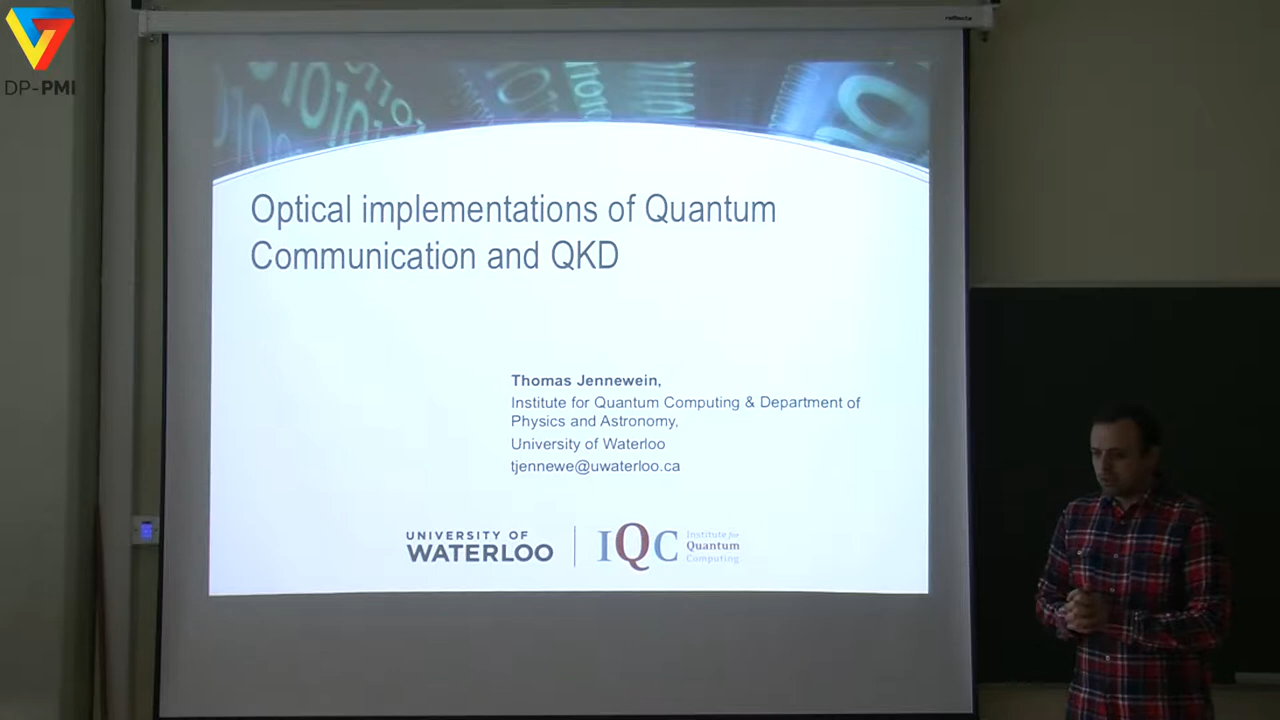 reflecta
DP-PMI
Optical implementations of Quantum
Communication and QKD
Thomas Jennewein,
Institute for Quantum Computing & Department of
Physics and Astronomy,
University of Waterloo
tjennewe@uwaterloo.ca
UNIVERSITY OF
WATERLOO
IQC
Institute for
Quantum
Computing